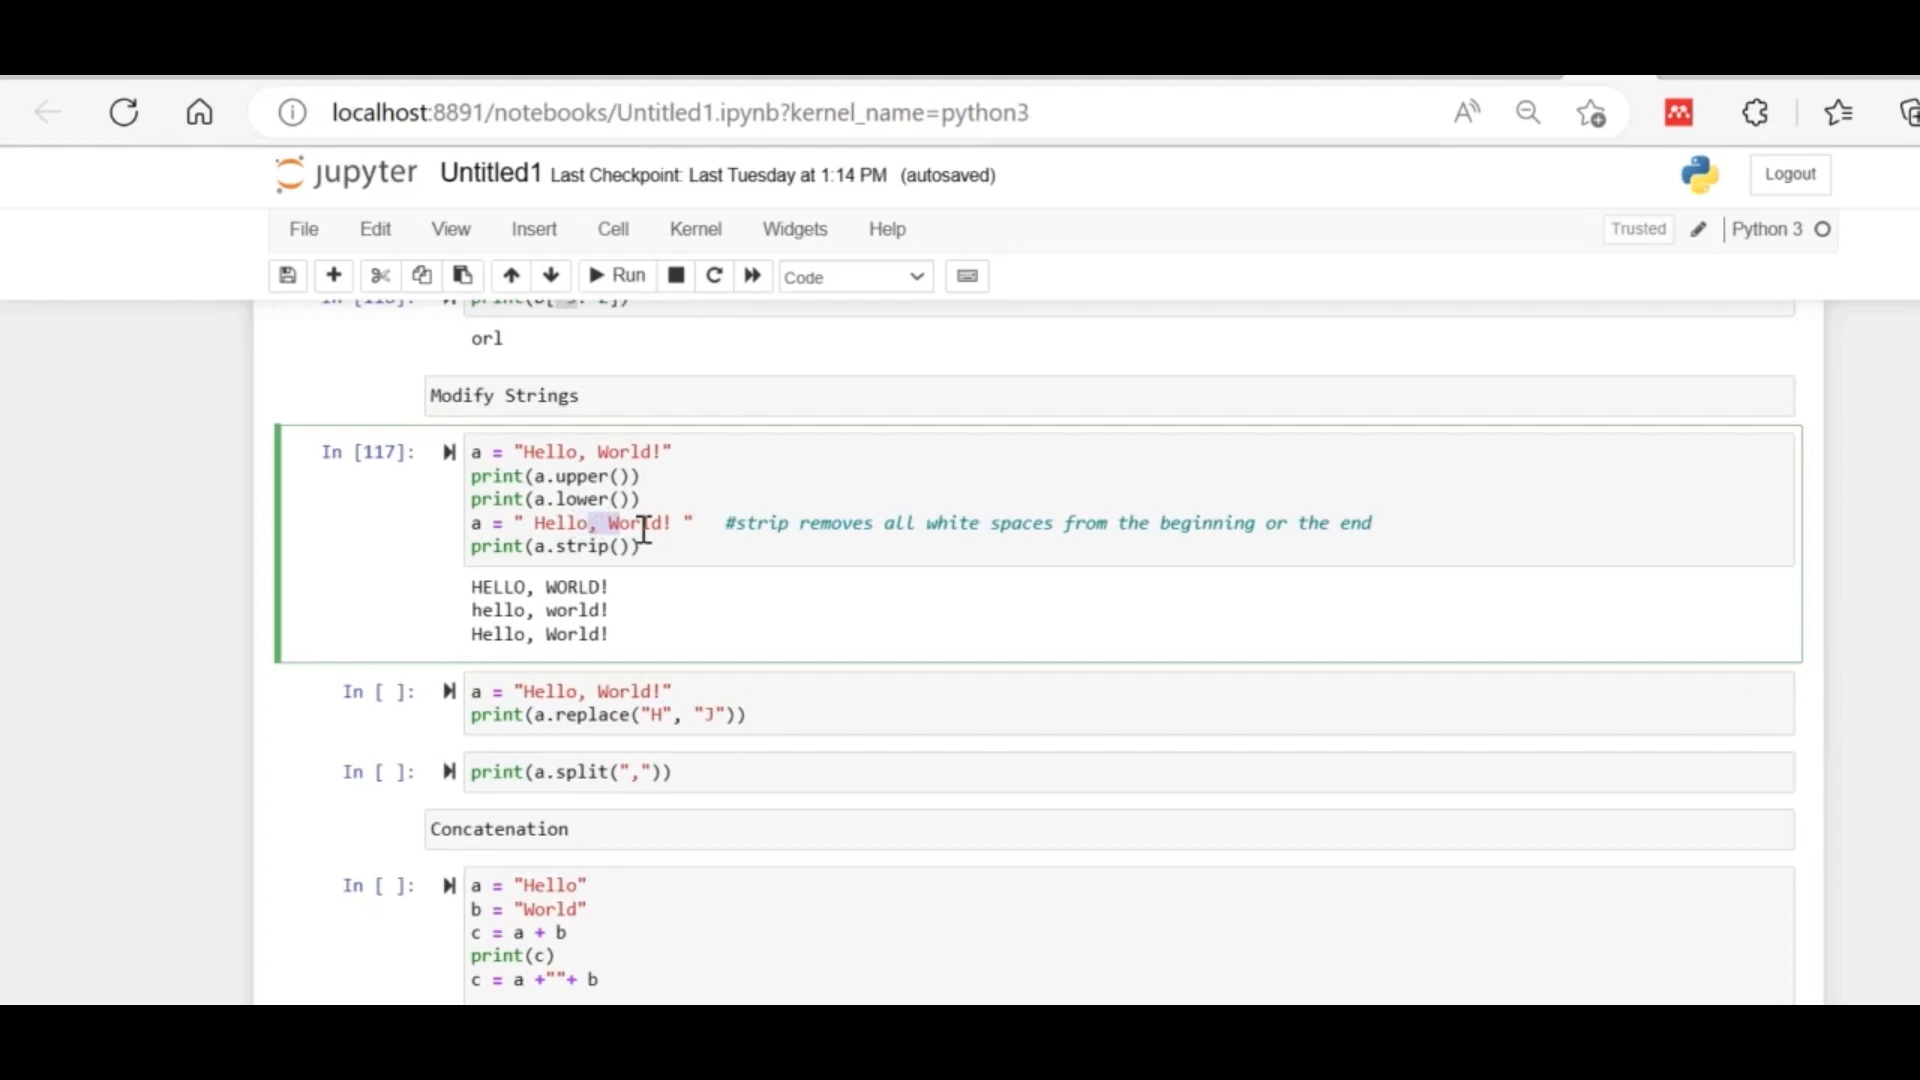 localhost:8891/notebooks/Untitled1.ipynb?kernel_name=python3
jupyter Untitled1 Last Checkpoint: Last Tuesday at 1:14 PM (autosaved)
Logout
File Edit View Insert Cell Kernel Widgets Help
Trusted Python 3
Run Code
orl
Modify Strings
In [117]: a = "Hello, World!"
print(a.upper())
print(a.lower())
a = " Hello, World! " #strip removes all white spaces from the beginning or the end
print(a.strip())
HELLO, WORLD!
hello, world!
Hello, World!
In [ ]: a = "Hello, World!"
print(a.replace("H", "J"))
In [ ]: print(a.split(","))
Concatenation
In [ ]: a = "Hello"
b = "World"
c = a + b
print(c)
c = a +""+ b